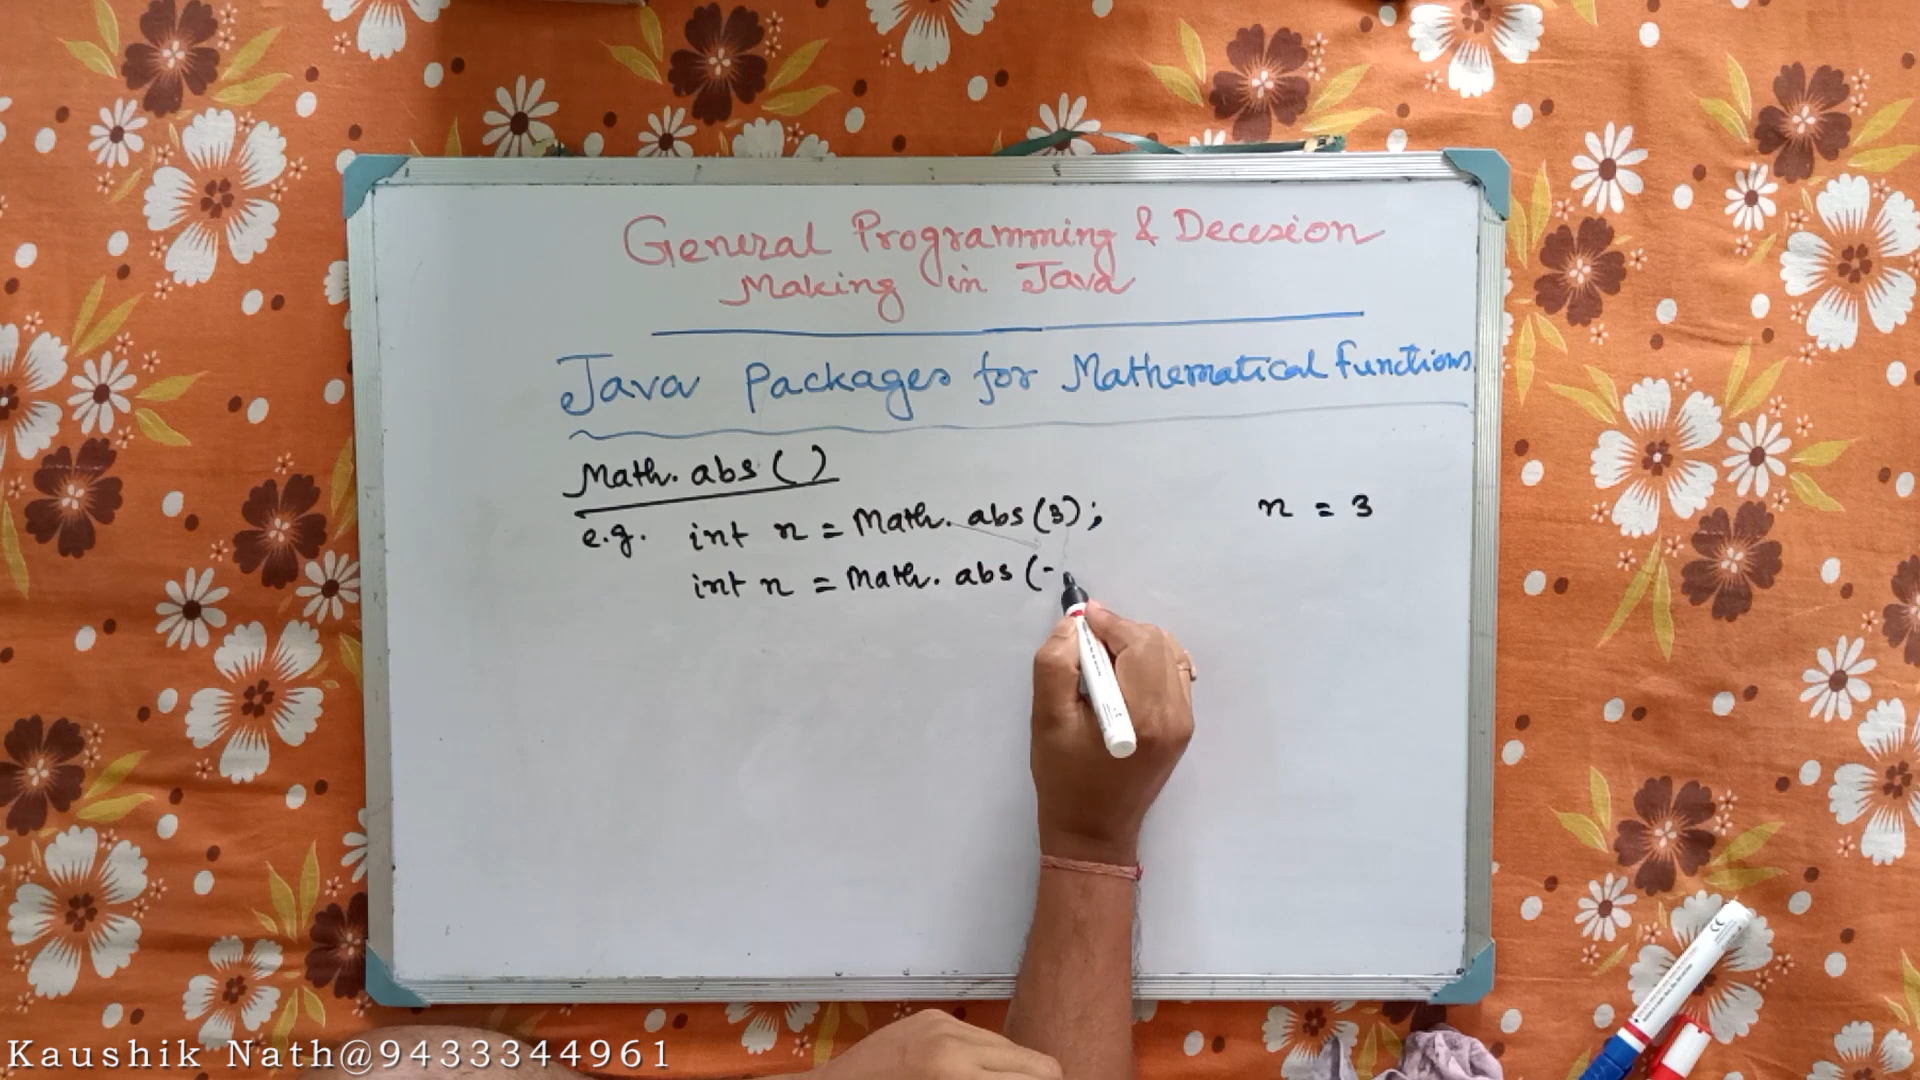 General Programming & Decesion
Making in Java
Java Packages for Mathematical Functions.
Math. abs ( )
e.g. int n = Math. abs (3); n = 3
int n = Math. abs (-
Kaushik Nath@9433344961